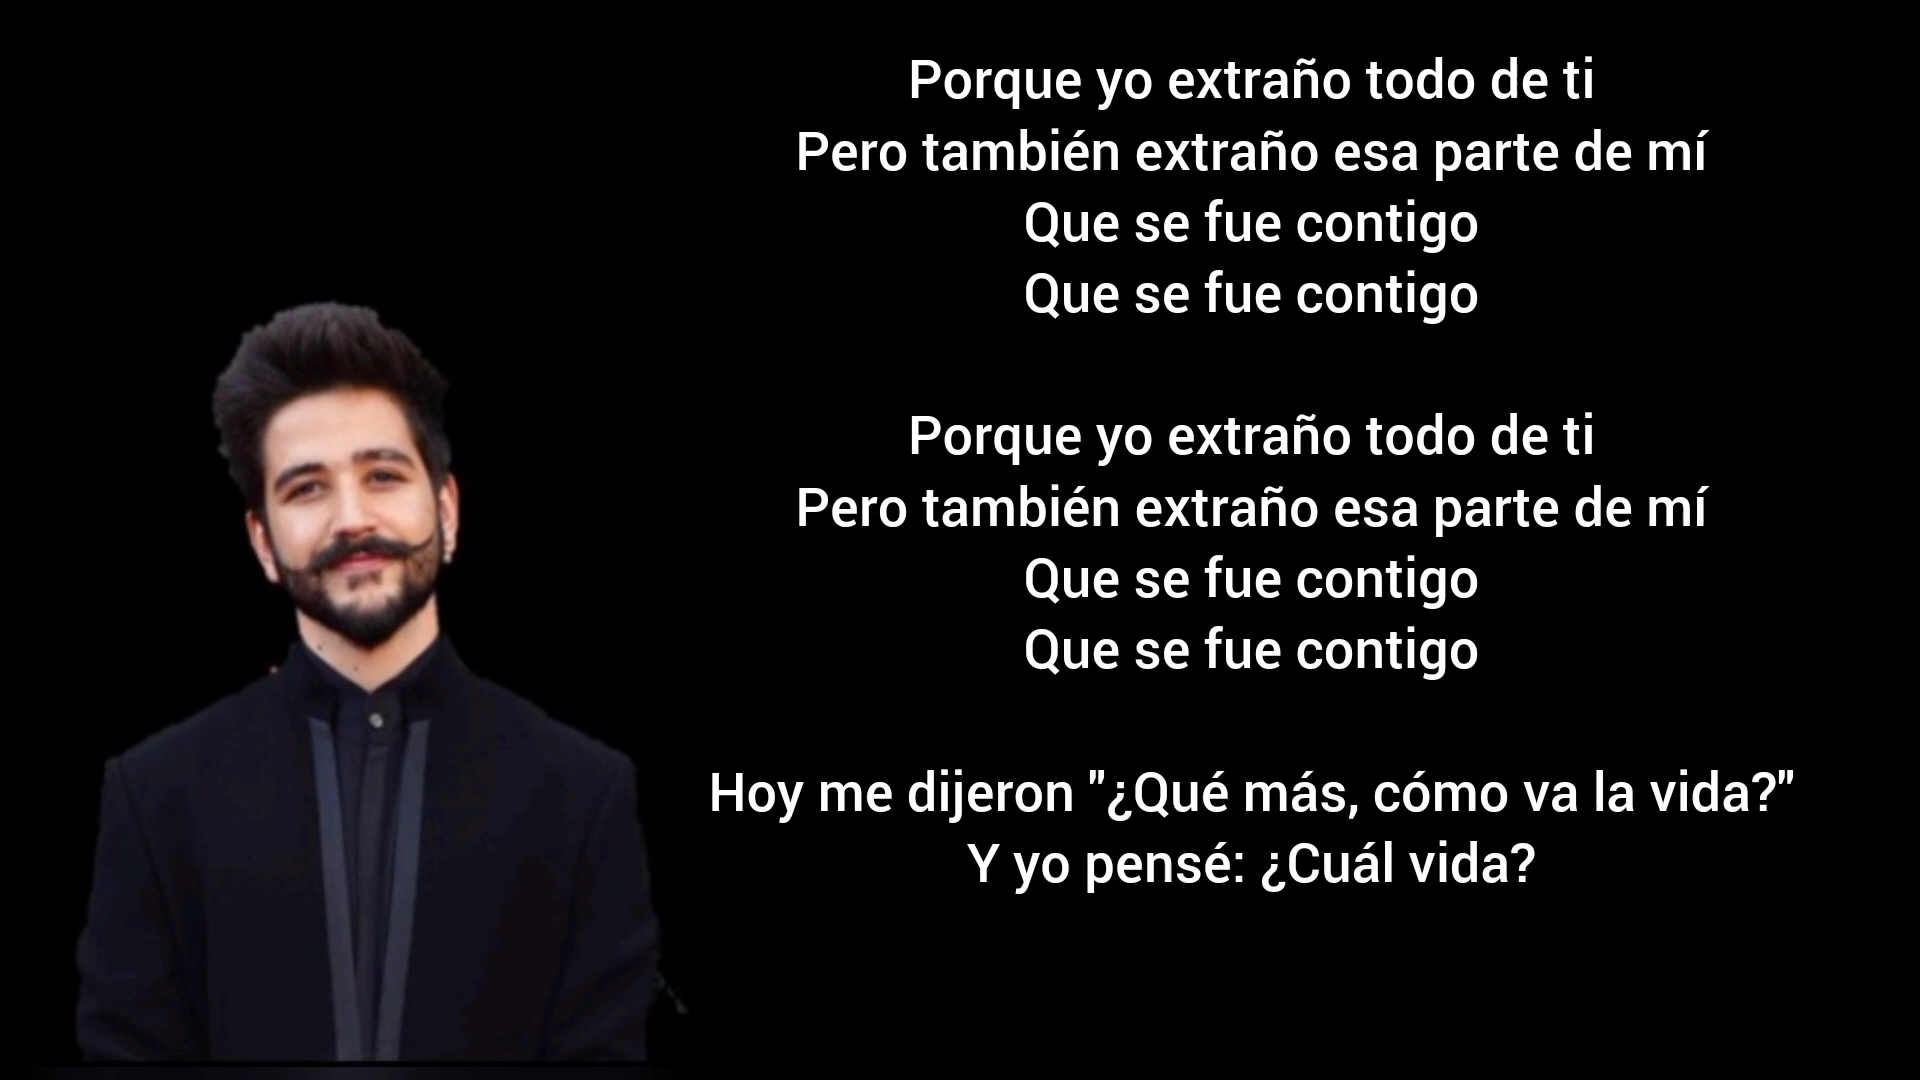 Porque yo extraño todo de ti
Pero también extraño esa parte de mí
Que se fue contigo
Que se fue contigo
Porque yo extraño todo de ti
Pero también extraño esa parte de mí
Que se fue contigo
Que se fue contigo
Hoy me dijeron "¿Qué más, cómo va la vida?"
Y yo pensé: ¿Cuál vida?